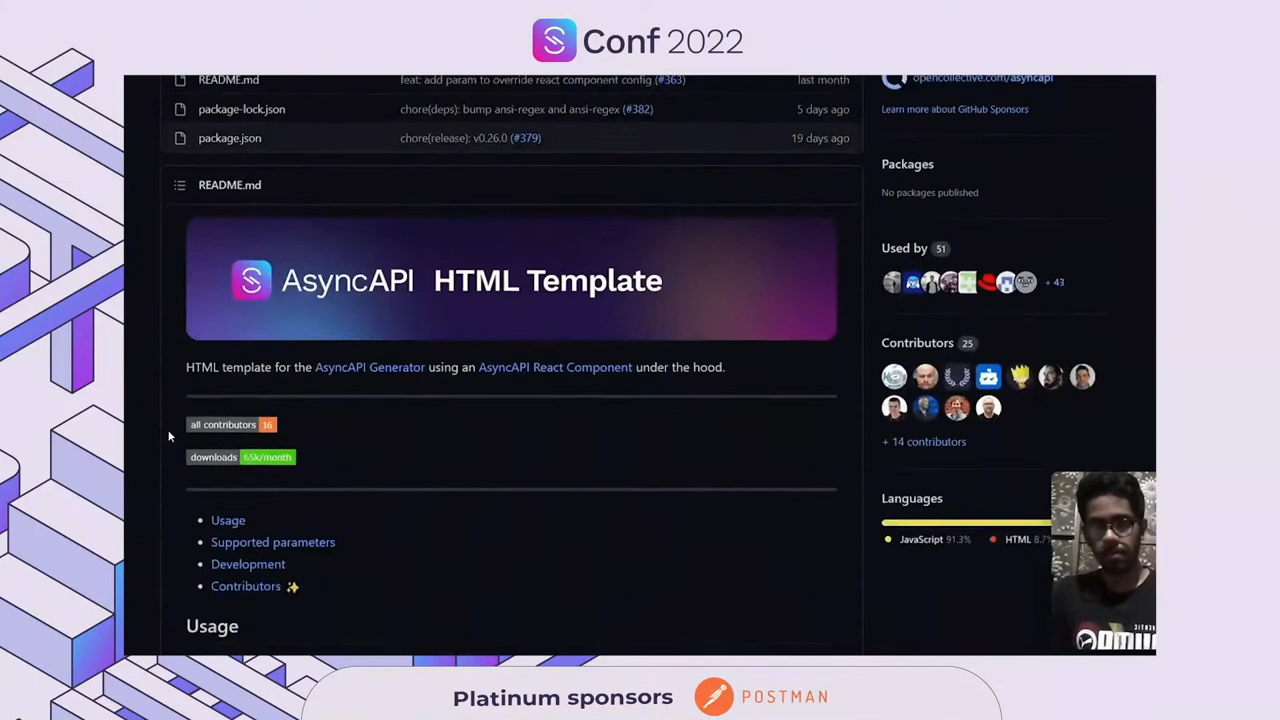 Conf 2022
README.md feat: add param to override react component config (#363) last month
package-lock.json chore(deps): bump ansi-regex and ansi-regex (#382) 5 days ago
package.json chore(release): v0.26.0 (#379) 19 days ago
README.md
AsyncAPI HTML Template
HTML template for the AsyncAPI Generator using an AsyncAPI React Component under the hood.
all contributors 16
downloads 65k/month
Usage
Supported parameters
Development
Contributors ✨
Usage
opencollective.com/asyncapi
Learn more about GitHub Sponsors
Packages
No packages published
Used by 51
+ 43
Contributors 25
+ 14 contributors
Languages
JavaScript 91.3% HTML 8.7%
Platinum sponsors POSTMAN